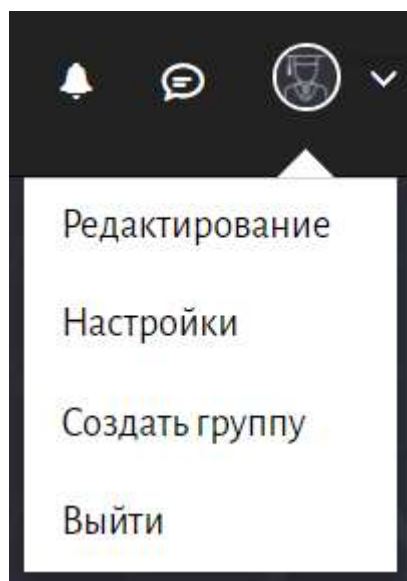 Редактирование
Настройки
Создать группу
Выйти